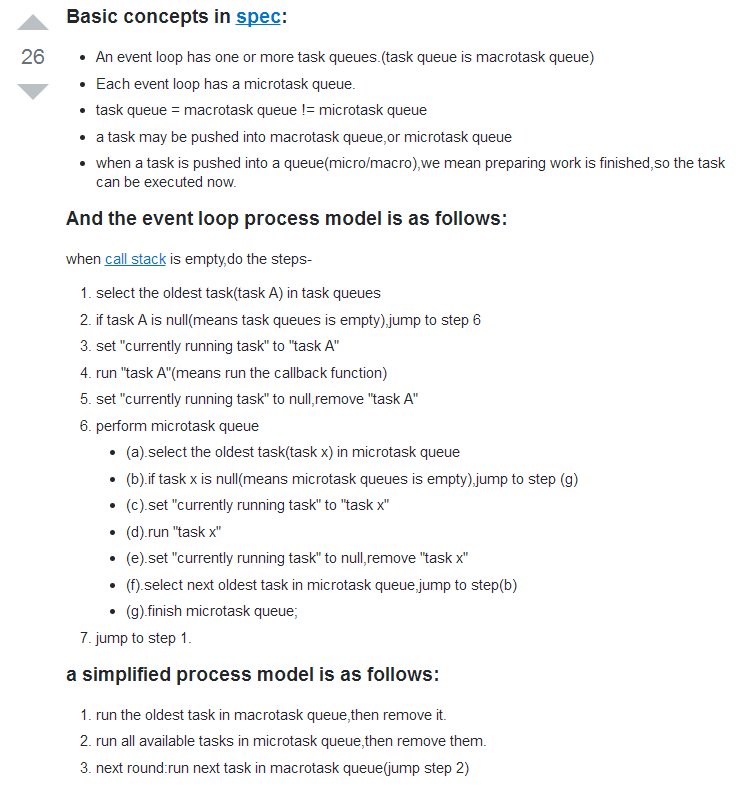 Basic concepts in spec:
26
• An event loop has one or more task queues.(task queue is macrotask queue)
• Each event loop has a microtask queue.
• task queue = macrotask queue != microtask queue
• a task may be pushed into macrotask queue,or microtask queue
• when a task is pushed into a queue(micro/macro),we mean preparing work is finished,so the task
can be executed now.
And the event loop process model is as follows:
when call stack is empty,do the steps-
1. select the oldest task(task A) in task queues
2. if task A is null(means task queues is empty),jump to step 6
3. set "currently running task" to "task A"
4. run "task A"(means run the callback function)
5. set "currently running task" to null,remove "task A"
6. perform microtask queue
• (a).select the oldest task(task x) in microtask queue
• (b).if task x is null(means microtask queues is empty),jump to step (g)
• (c).set "currently running task" to "task x"
• (d).run "task x"
• (e).set "currently running task" to null,remove "task x"
• (f).select next oldest task in microtask queue,jump to step(b)
• (g).finish microtask queue;
7. jump to step 1.
a simplified process model is as follows:
1. run the oldest task in macrotask queue,then remove it.
2. run all available tasks in microtask queue,then remove them.
3. next round:run next task in macrotask queue(jump step 2)